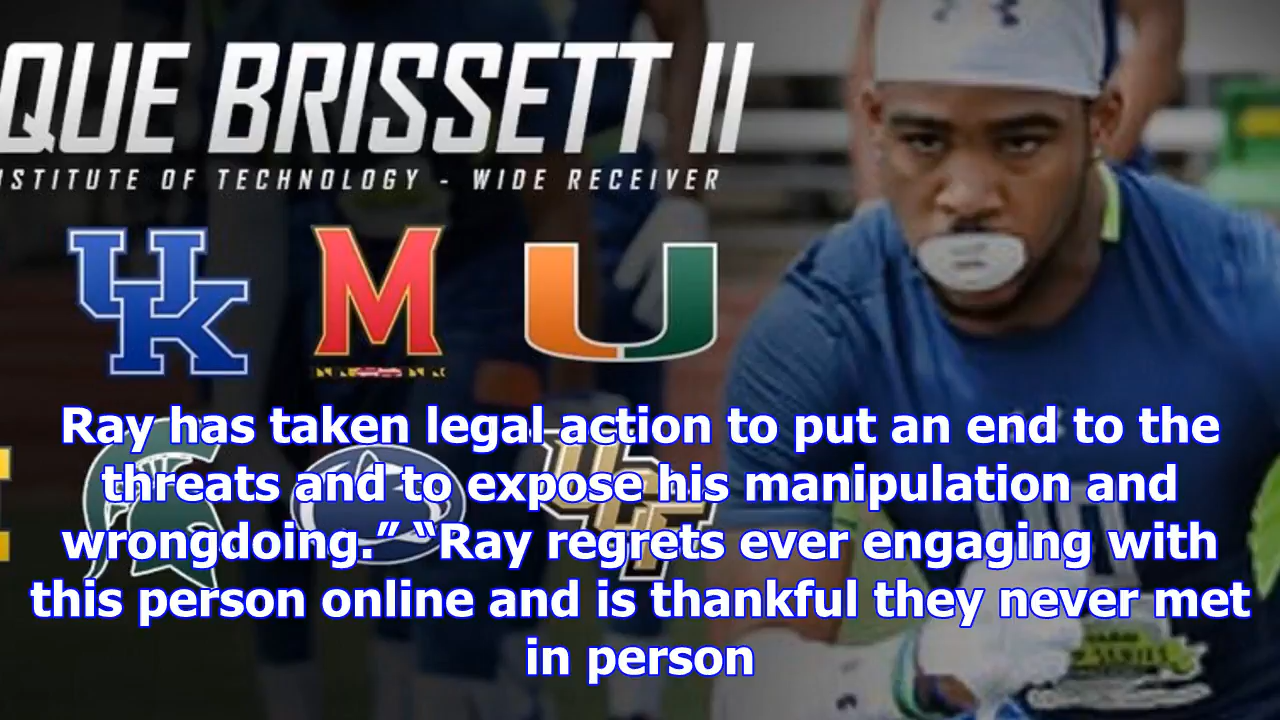 QUE BRISSETT II
STITUTE OF TECHNOLOGY - WIDE RECEIVER
UK M U
Ray has taken legal action to put an end to the
threats and to expose his manipulation and
wrongdoing.” “Ray regrets ever engaging with
this person online and is thankful they never met
in person
UCF